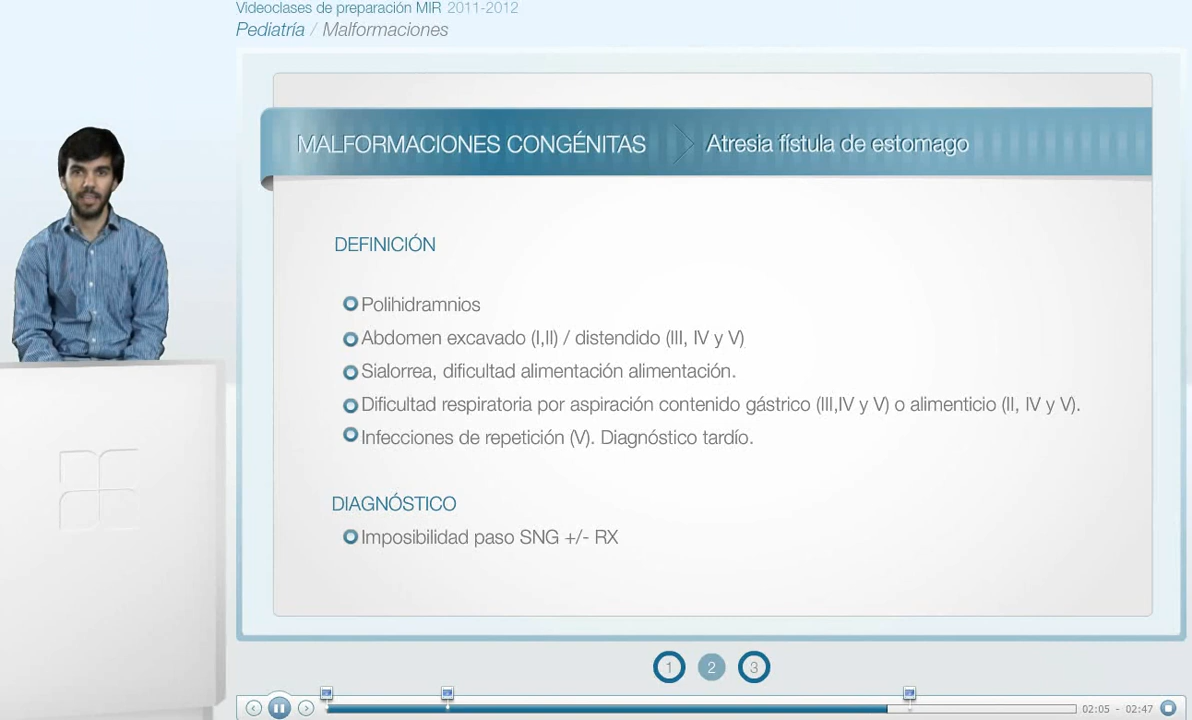 Videoclases de preparación MIR 2011-2012
Pediatría / Malformaciones
MALFORMACIONES CONGÉNITAS
Atresia fístula de estomago
DEFINICIÓN
Polihidramnios
Abdomen excavado (I,II) / distendido (III, IV y V)
Sialorrea, dificultad alimentación alimentación.
Dificultad respiratoria por aspiración contenido gástrico (III,IV y V) o alimenticio (II, IV y V).
Infecciones de repetición (V). Diagnóstico tardío.
DIAGNÓSTICO
Imposibilidad paso SNG +/- RX
1 2 3
02:05 - 02:47